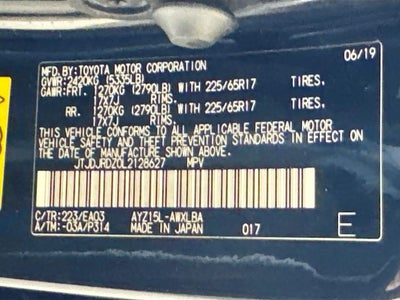 MFD.BY:TOYOTA MOTOR CORPORATION 06/19
GVWR:2420KG (5335LB)
GAWR:FRT. 1270KG (2790LB) WITH 225/65R17 TIRES.
17X7J RIMS.
RR. 1270KG (2790LB) WITH 225/65R17 TIRES.
17X7J RIMS.
THIS VEHICLE CONFORMS TO ALL APPLICABLE FEDERAL MOTOR
VEHICLE SAFETY AND THEFT PREVENTION STANDARDS IN EFFECT ON
THE DATE OF MANUFACTURE SHOWN ABOVE.
JTJDJRDZ0L2128627 MPV
C/TR:223/EA03 AYZ15L-AWXLBA
A/TM:-03A/P314 MADE IN JAPAN 017 E